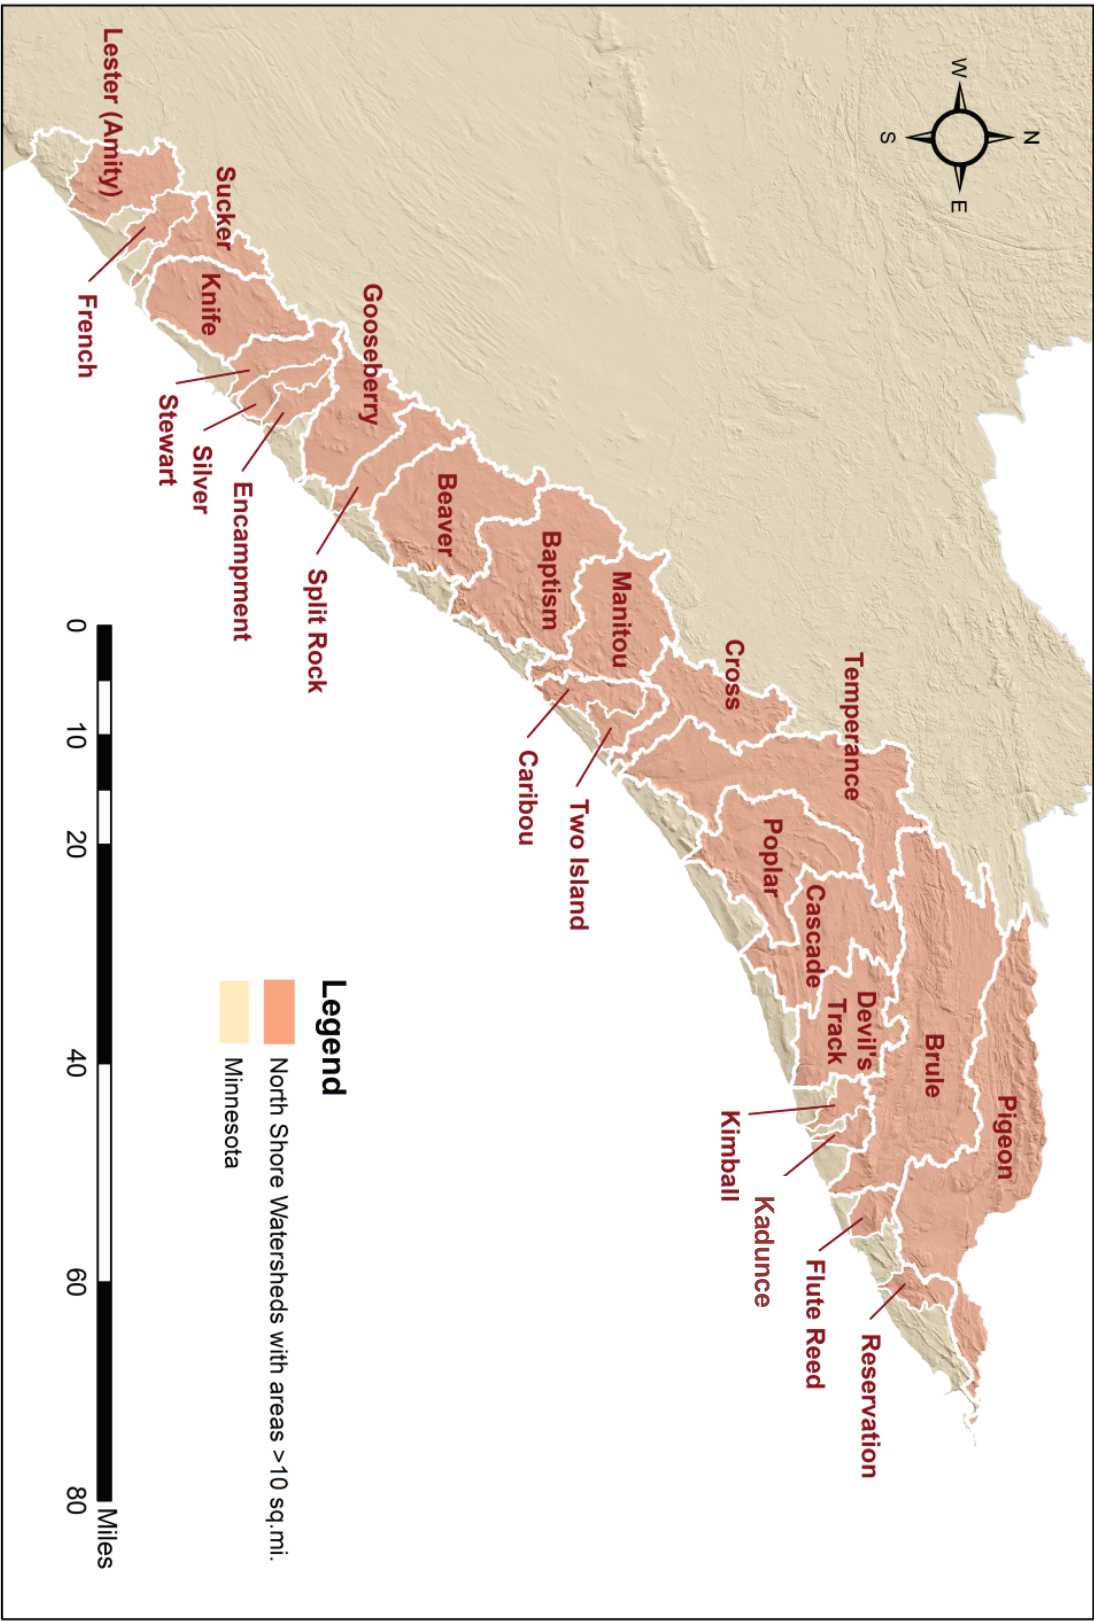 N
W
E
S
Pigeon
Brule
Temperance
Devil's
Track
Cascade
Poplar
Cross
Reservation
Flute Reed
Kadunce
Kimball
Manitou
Baptism
Two Island
Caribou
Beaver
Gooseberry
Split Rock
Encampment
Silver
Stewart
Sucker
Knife
French
Lester (Amity)
Legend
North Shore Watersheds with areas >10 sq.mi.
Minnesota
0 10 20 40 60 80
Miles